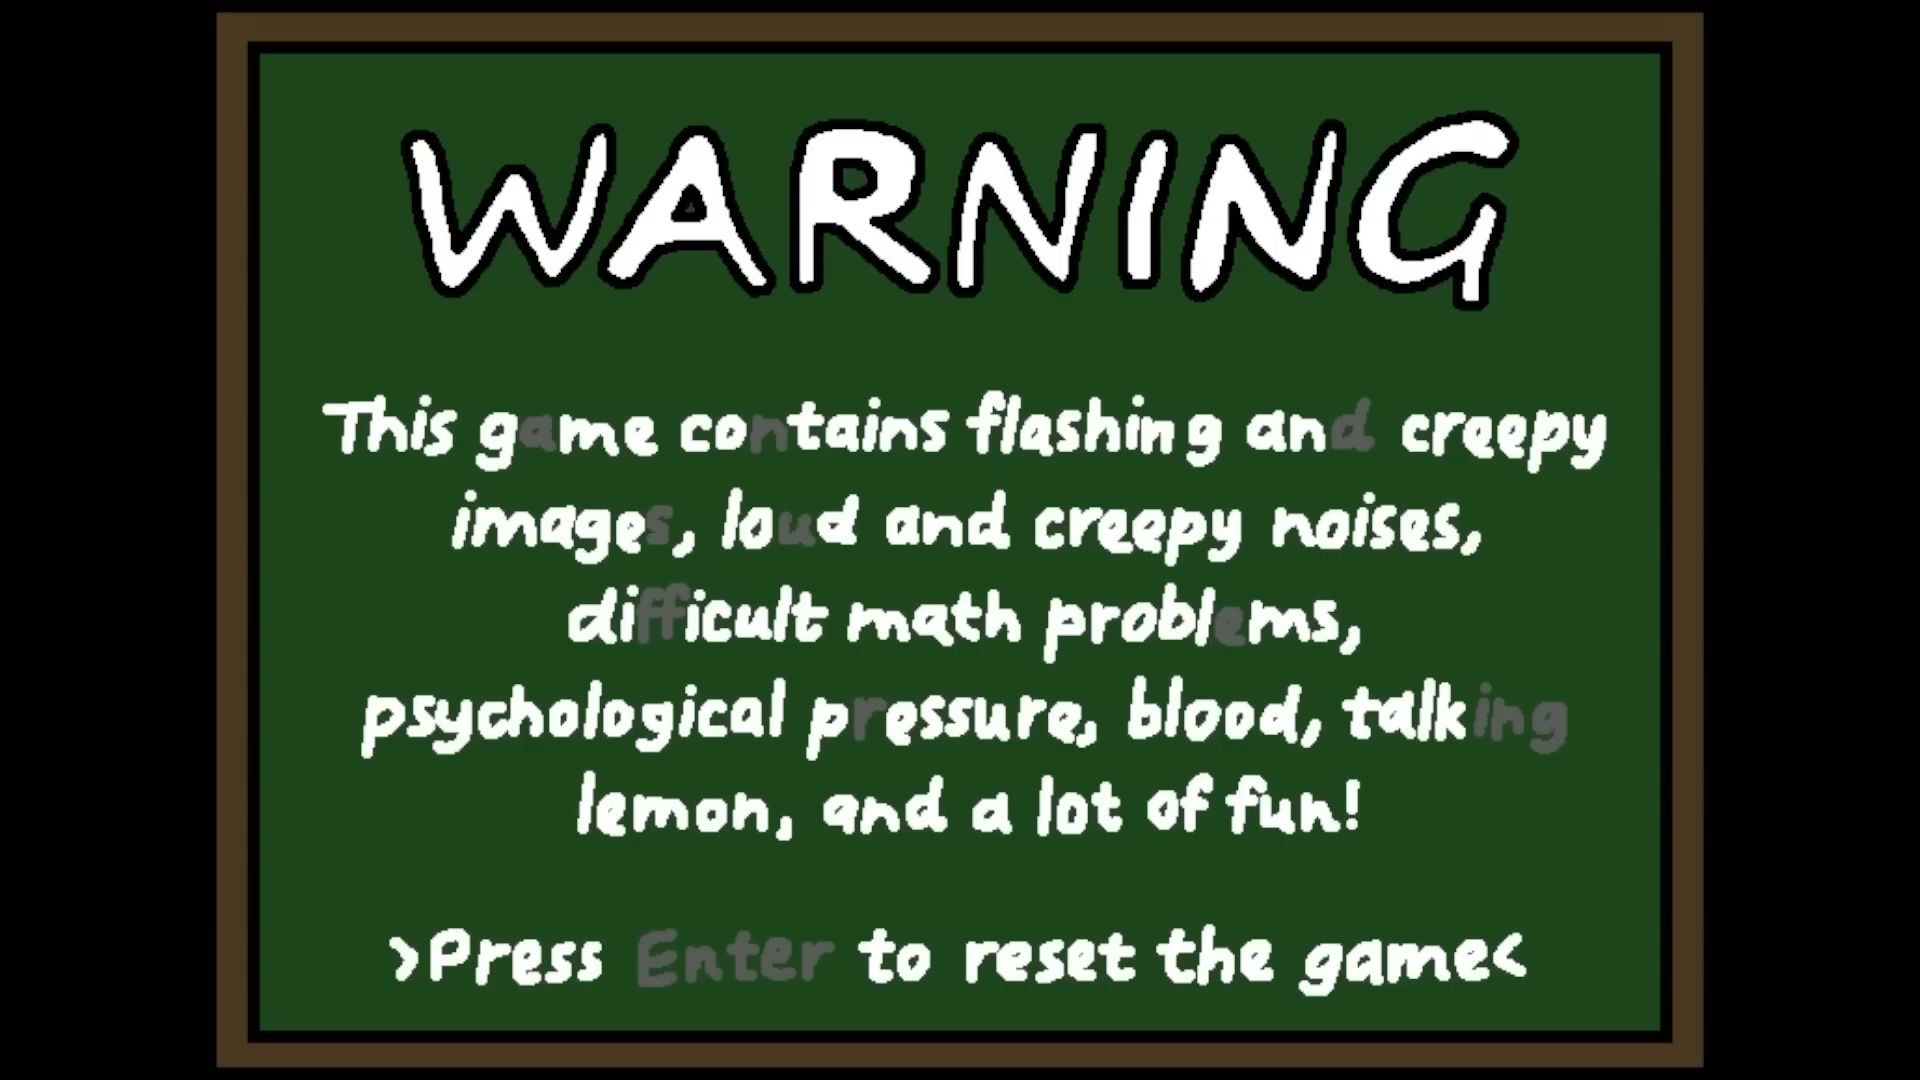 WARNING
This game contains flashing and creepy
images, loud and creepy noises,
difficult math problems,
psychological pressure, blood, talking
lemon, and a lot of fun!
>Press Enter to reset the game<